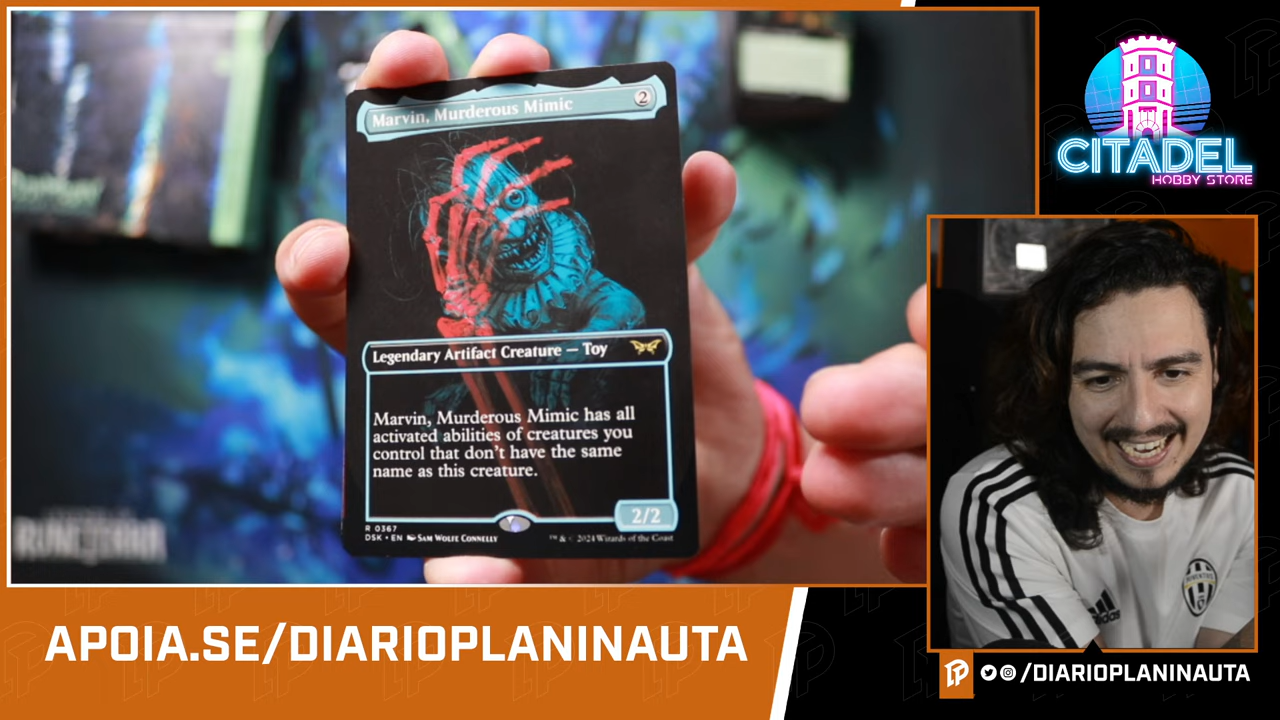 Marvin, Murderous Mimic
2
Legendary Artifact Creature — Toy
Marvin, Murderous Mimic has all
activated abilities of creatures you
control that don't have the same
name as this creature.
2/2
R 0367
DSK • EN SAM WOLFE CONNELLY
™ & © 2024 Wizards of the Coast
CITADEL
HOBBY STORE
JUVENTUS
adidas
APOIA.SE/DIARIOPLANINAUTA
/DIARIOPLANINAUTA